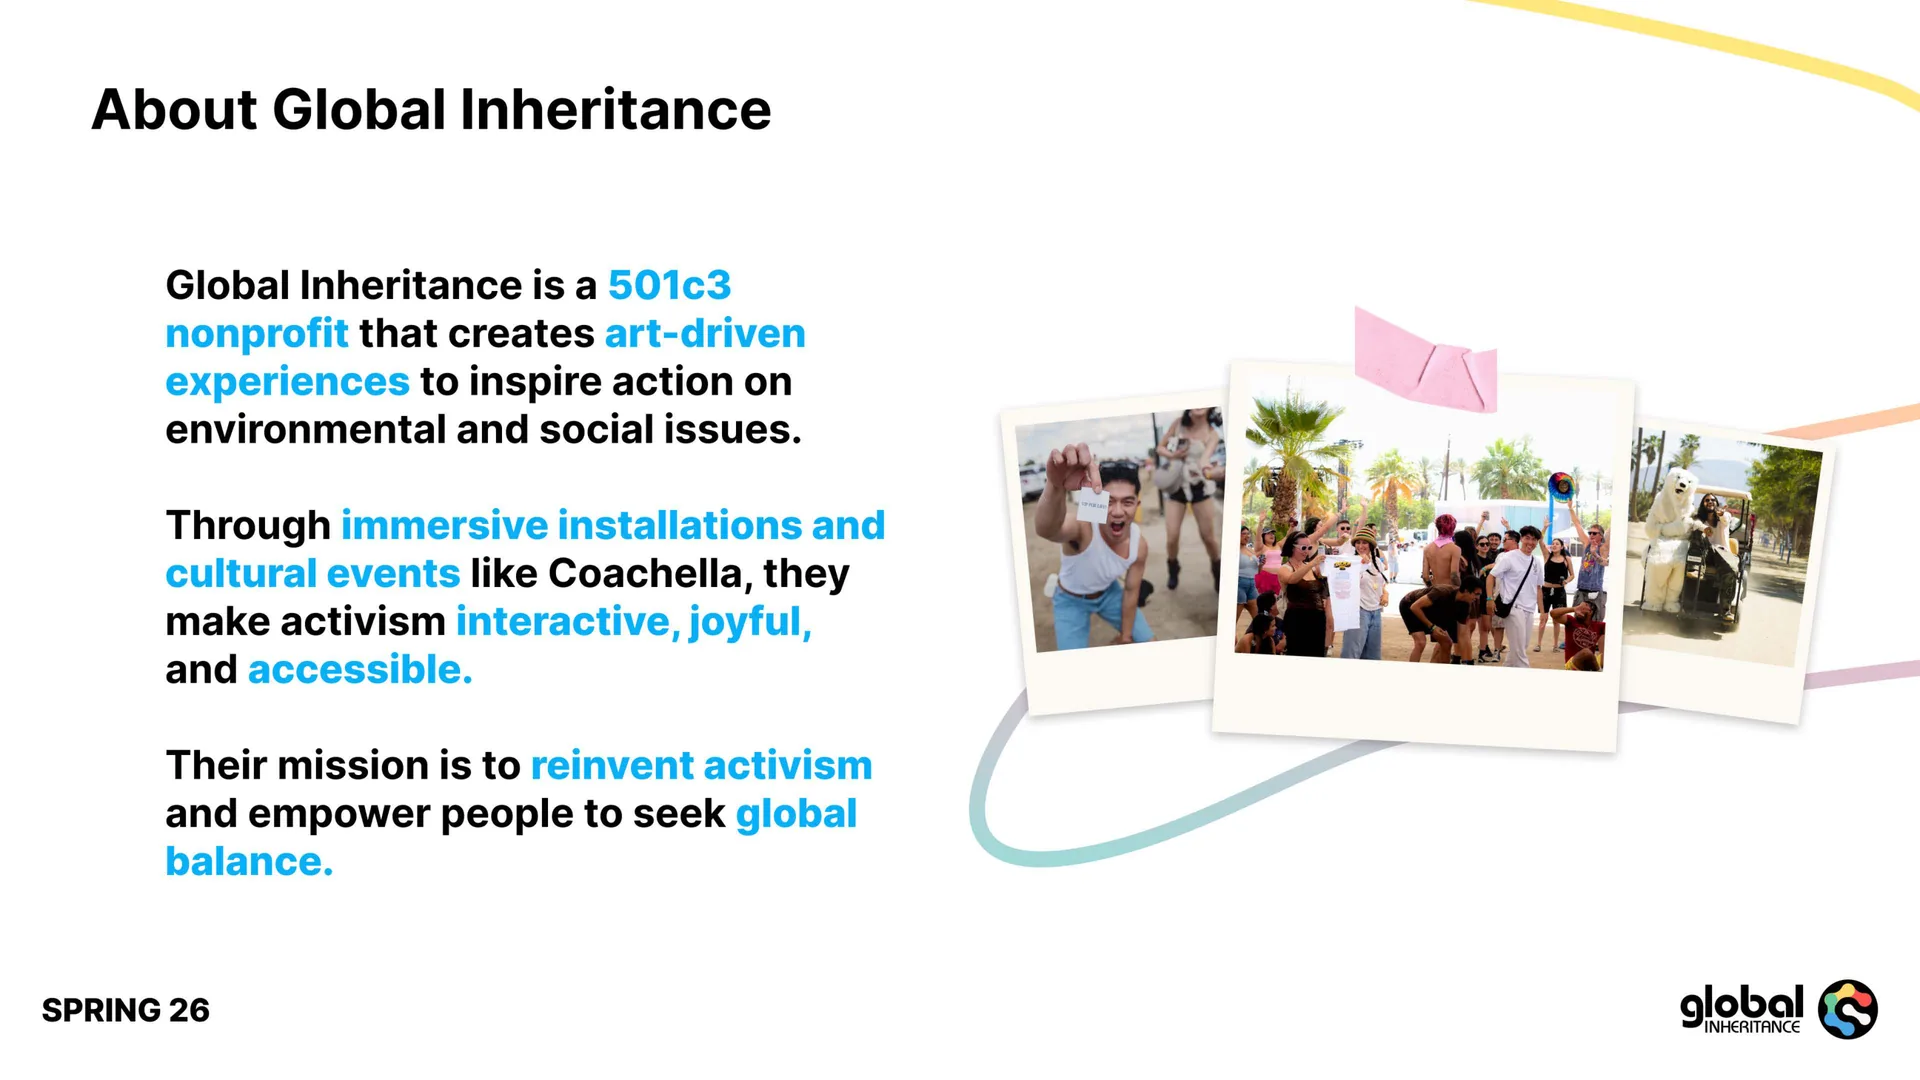 About Global Inheritance
Global Inheritance is a 501c3
nonprofit that creates art-driven
experiences to inspire action on
environmental and social issues.
Through immersive installations and
cultural events like Coachella, they
make activism interactive, joyful,
and accessible.
Their mission is to reinvent activism
and empower people to seek global
balance.
SPRING 26
global
INHERITANCE